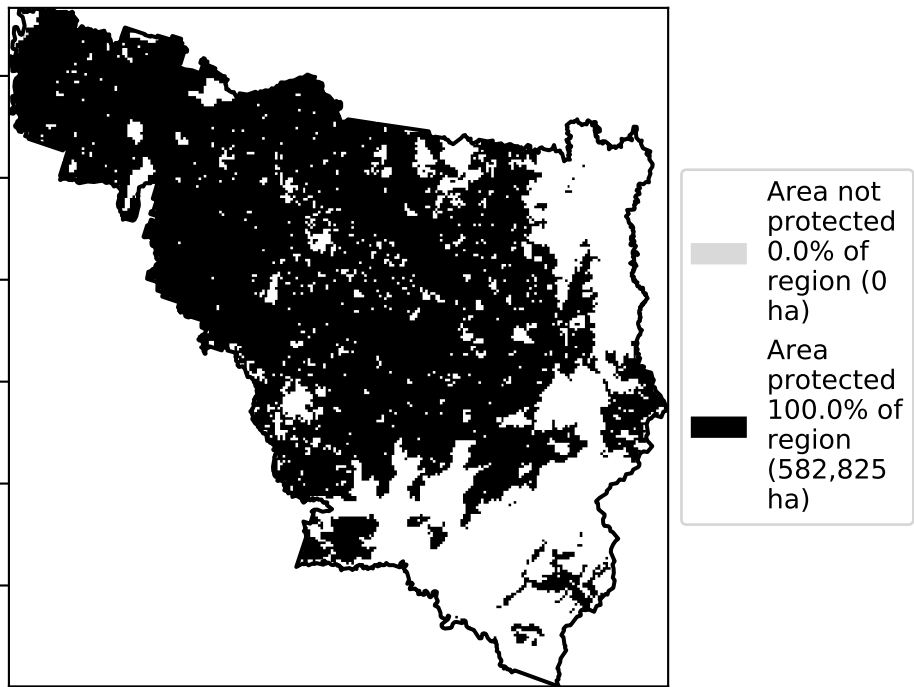 Area not
protected
0.0% of
region (0
ha)
Area
protected
100.0% of
region
(582,825
ha)